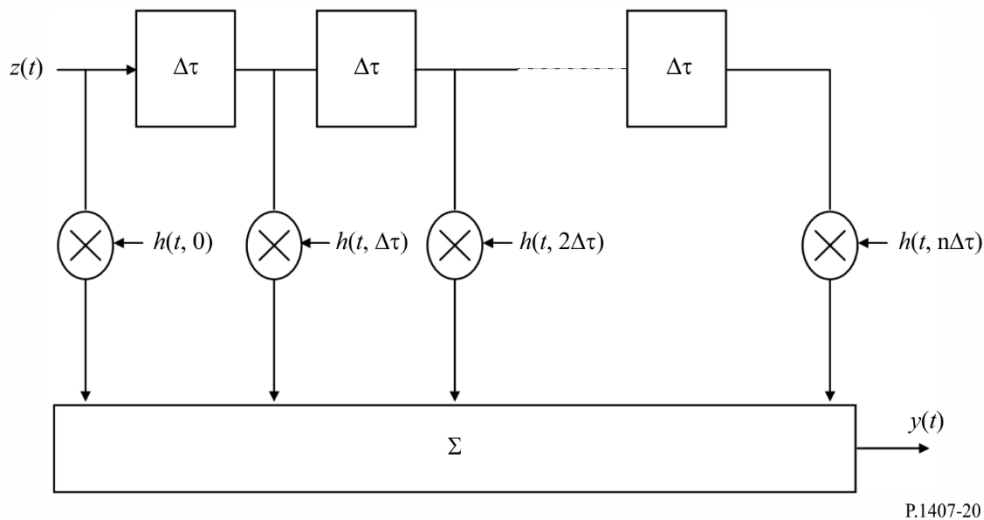 z(t) Δτ Δτ Δτ
h(t, 0) h(t, Δτ) h(t, 2Δτ) h(t, nΔτ)
y(t)
Σ
P.1407-20